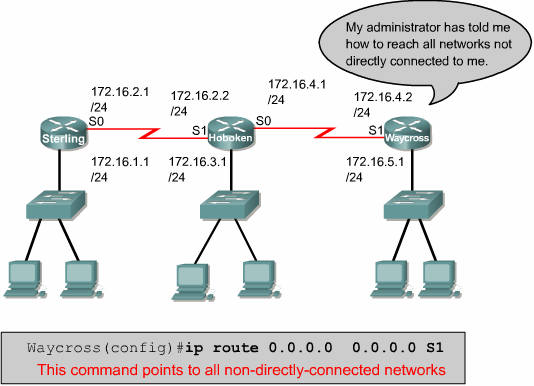 My administrator has told me
how to reach all networks not
directly connected to me.
172.16.2.1
/24
S0
172.16.2.2
/24
S1
172.16.4.1
/24
S0
172.16.4.2
/24
S1
Sterling
Hoboken
Waycross
172.16.1.1
/24
172.16.3.1
/24
172.16.5.1
/24
Waycross(config)#ip route 0.0.0.0 0.0.0.0 S1
This command points to all non-directly-connected networks